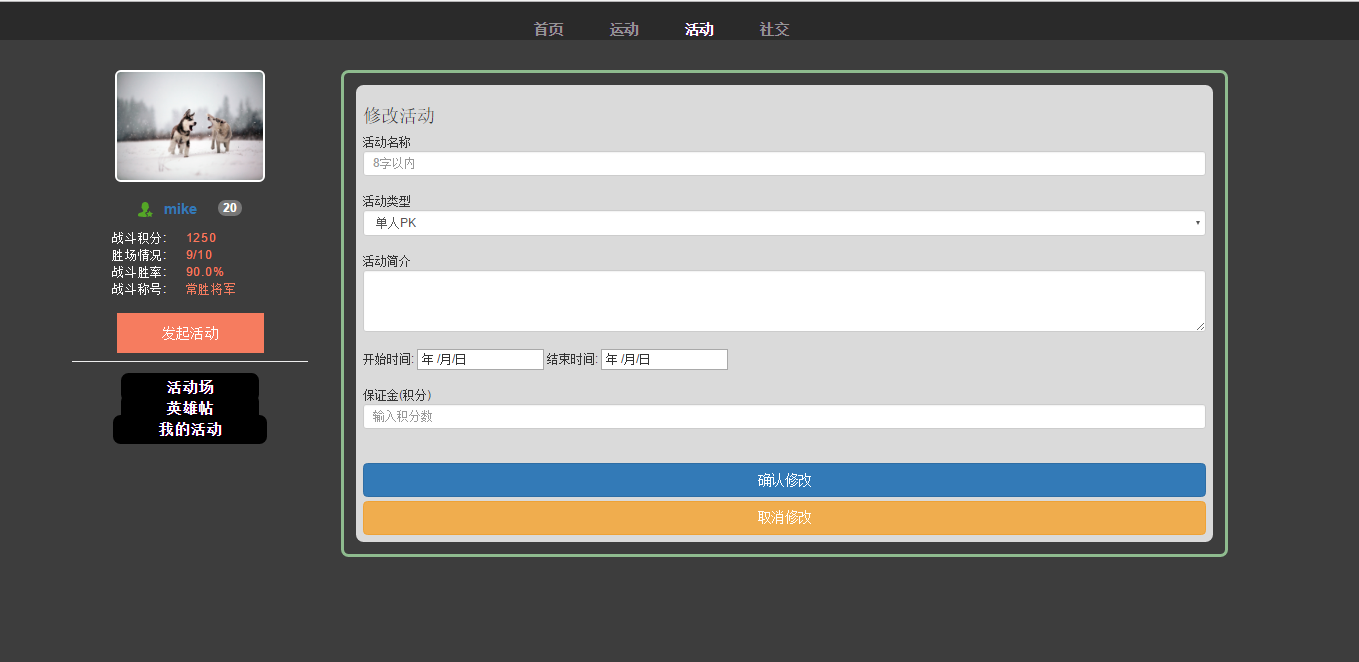 首页 运动 活动 社交
mike 20
战斗积分： 1250
胜场情况： 9/10
战斗胜率： 90.0%
战斗称号： 常胜将军
发起活动
活动场
英雄帖
我的活动
修改活动
活动名称
8字以内
活动类型
单人PK
活动简介
开始时间: 年 /月/日 结束时间: 年 /月/日
保证金(积分)
输入积分数
确认修改
取消修改